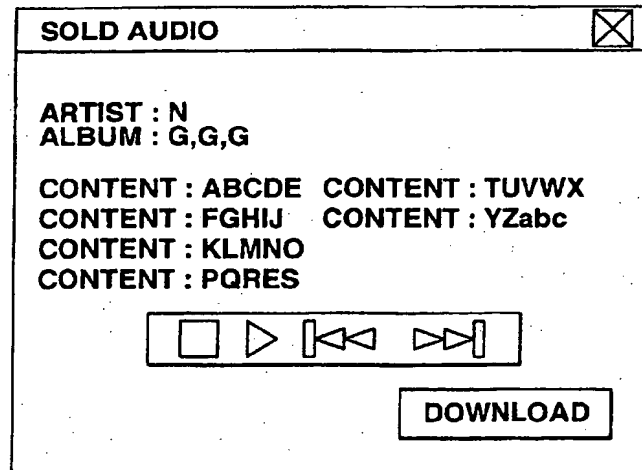 SOLD AUDIO
ARTIST : N
ALBUM : G,G,G
CONTENT : ABCDE CONTENT : TUVWX
CONTENT : FGHIJ CONTENT : YZabc
CONTENT : KLMNO
CONTENT : PQRES
DOWNLOAD